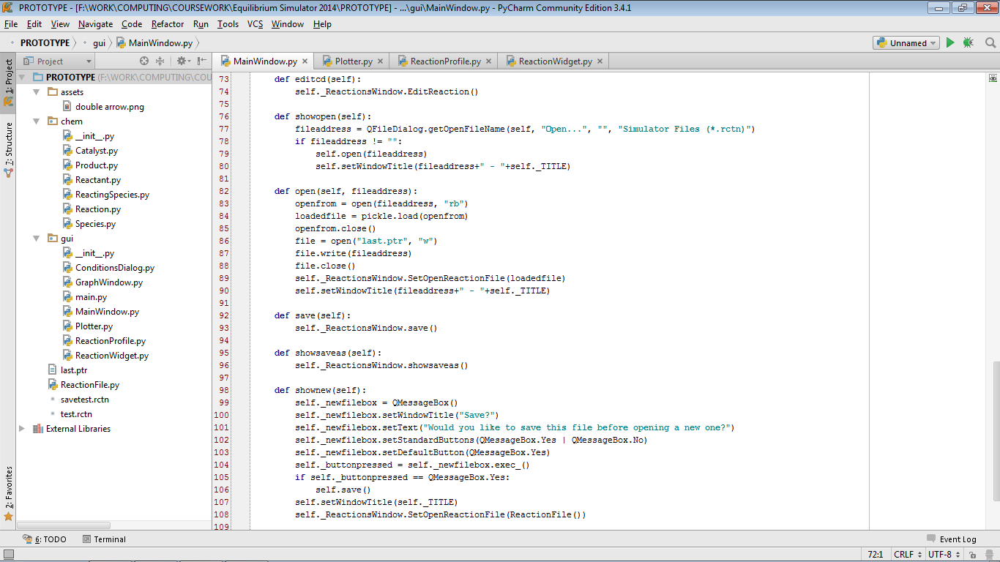 PROTOTYPE - [F:\WORK\COMPUTING\COURSEWORK\Equilibrium Simulator 2014\PROTOTYPE] - ...\gui\MainWindow.py - PyCharm Community Edition 3.4.1
File Edit View Navigate Code Refactor Run Tools VCS Window Help
PROTOTYPE gui MainWindow.py Unnamed
1: Project
7: Structure
2: Favorites
Project
PROTOTYPE (F:\WORK\COMPUTING\COU
assets
double arrow.png
chem
__init__.py
Catalyst.py
Product.py
Reactant.py
ReactingSpecies.py
Reaction.py
Species.py
gui
__init__.py
ConditionsDialog.py
GraphWindow.py
main.py
MainWindow.py
Plotter.py
ReactionProfile.py
ReactionWidget.py
last.ptr
ReactionFile.py
savetest.rctn
test.rctn
External Libraries
MainWindow.py Plotter.py ReactionProfile.py ReactionWidget.py
73 def editcd(self):
74 self._ReactionsWindow.EditReaction()
75
76 def showopen(self):
77 fileaddress = QFileDialog.getOpenFileName(self, "Open...", "", "Simulator Files (*.rctn)")
78 if fileaddress != "":
79 self.open(fileaddress)
80 self.setWindowTitle(fileaddress+" - "+self._TITLE)
81
82 def open(self, fileaddress):
83 openfrom = open(fileaddress, "rb")
84 loadedfile = pickle.load(openfrom)
85 openfrom.close()
86 file = open("last.ptr", "w")
87 file.write(fileaddress)
88 file.close()
89 self._ReactionsWindow.SetOpenReactionFile(loadedfile)
90 self.setWindowTitle(fileaddress+" - "+self._TITLE)
91
92 def save(self):
93 self._ReactionsWindow.save()
94
95 def showsaveas(self):
96 self._ReactionsWindow.showsaveas()
97
98 def shownew(self):
99 self._newfilebox = QMessageBox()
100 self._newfilebox.setWindowTitle("Save?")
101 self._newfilebox.setText("Would you like to save this file before opening a new one?")
102 self._newfilebox.setStandardButtons(QMessageBox.Yes | QMessageBox.No)
103 self._newfilebox.setDefaultButton(QMessageBox.Yes)
104 self._buttonpressed = self._newfilebox.exec_()
105 if self._buttonpressed == QMessageBox.Yes:
106 self.save()
107 self.setWindowTitle(self._TITLE)
108 self._ReactionsWindow.SetOpenReactionFile(ReactionFile())
109
6: TODO Terminal Event Log
72:1 CRLF UTF-8